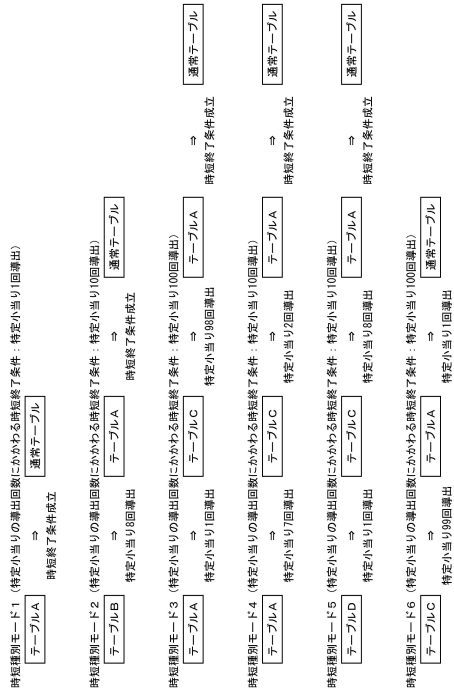 時短種別モード1(特定小当りの導出回数にかかわる時短終了条件:特定小当り1回導出)
テーブルA ⇒ 通常テーブル
時短終了条件成立
時短種別モード2(特定小当りの導出回数にかかわる時短終了条件:特定小当り10回導出)
テーブルB ⇒ テーブルA ⇒ 通常テーブル
特定小当り8回導出 時短終了条件成立
時短種別モード3(特定小当りの導出回数にかかわる時短終了条件:特定小当り100回導出)
テーブルA ⇒ テーブルC ⇒ テーブルA ⇒ 通常テーブル
特定小当り1回導出 特定小当り98回導出 時短終了条件成立
時短種別モード4(特定小当りの導出回数にかかわる時短終了条件:特定小当り10回導出)
テーブルA ⇒ テーブルC ⇒ テーブルA ⇒ 通常テーブル
特定小当り7回導出 特定小当り2回導出 時短終了条件成立
時短種別モード5(特定小当りの導出回数にかかわる時短終了条件:特定小当り10回導出)
テーブルD ⇒ テーブルC ⇒ テーブルA ⇒ 通常テーブル
特定小当り1回導出 特定小当り8回導出 時短終了条件成立
時短種別モード6(特定小当りの導出回数にかかわる時短終了条件:特定小当り100回導出)
テーブルC ⇒ テーブルA ⇒ 通常テーブル
特定小当り99回導出 特定小当り1回導出